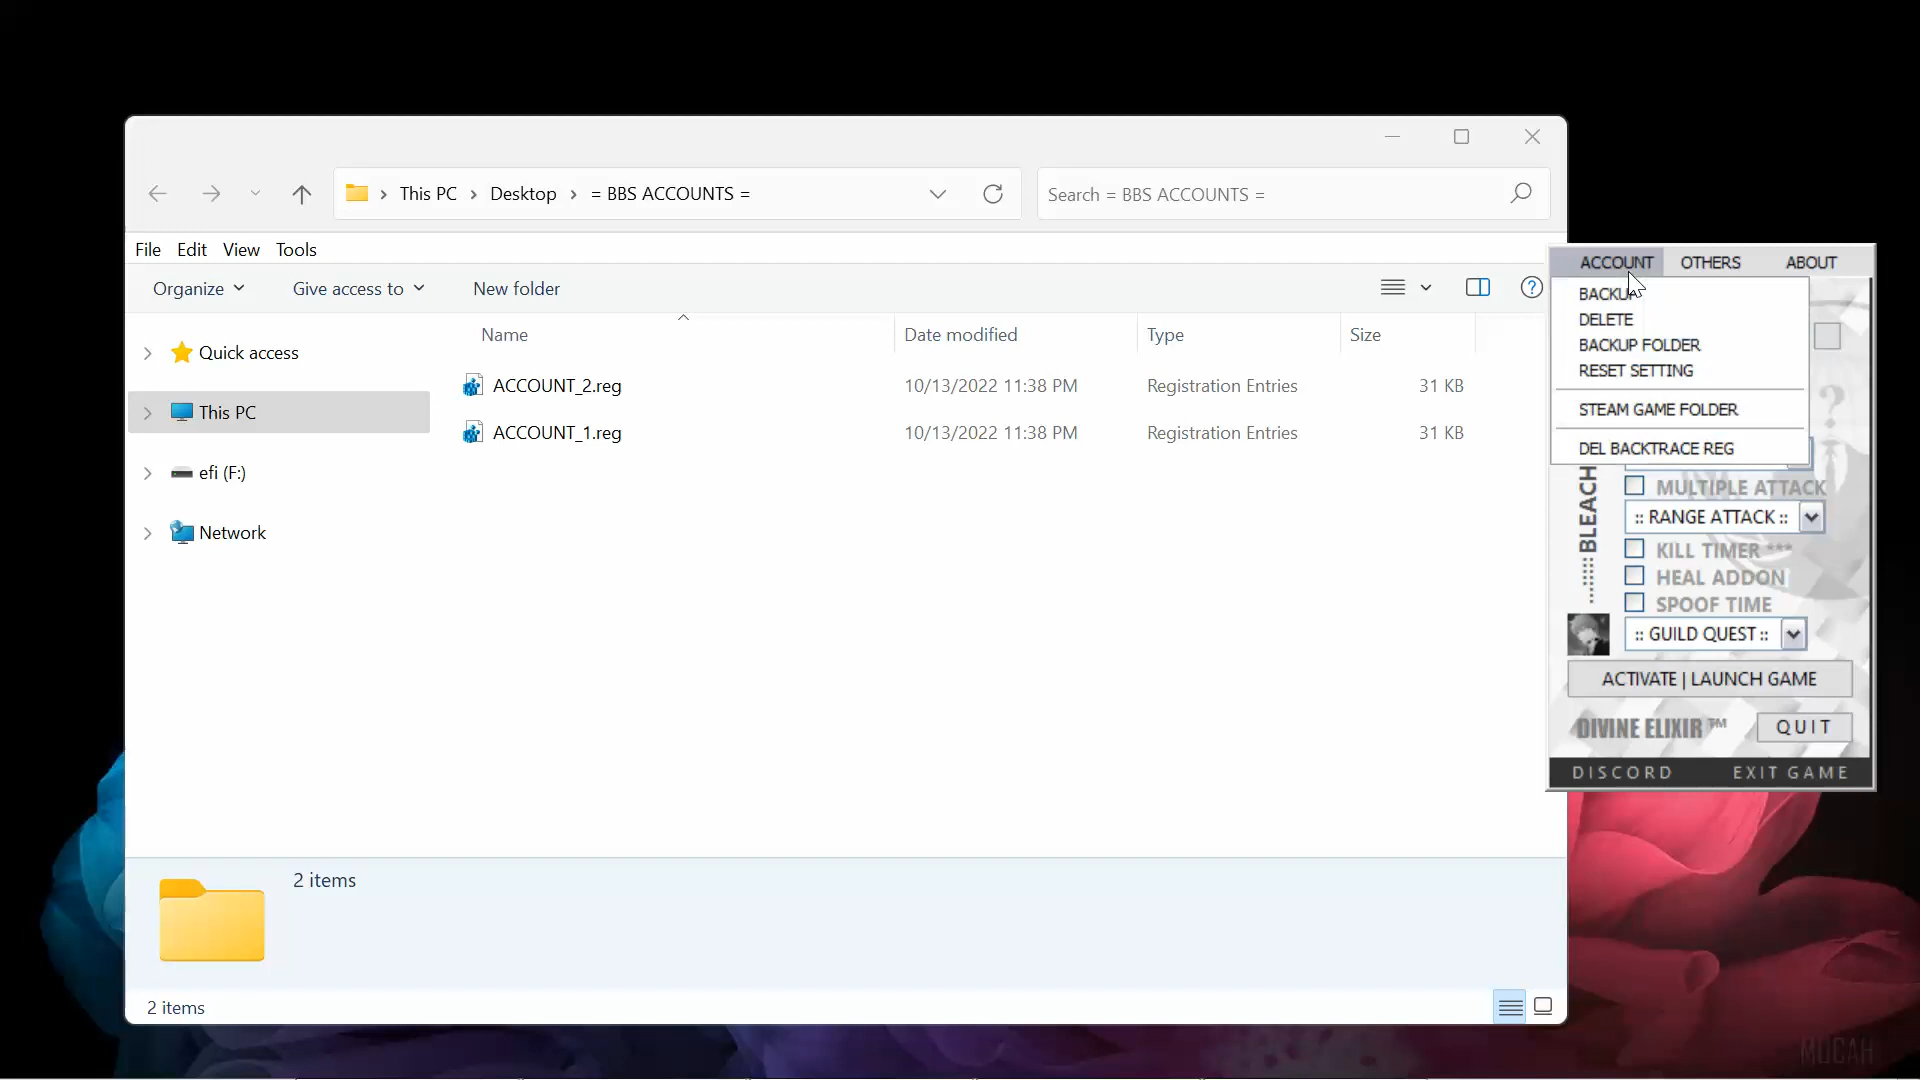 This PC > Desktop > = BBS ACCOUNTS =
Search = BBS ACCOUNTS =
File Edit View Tools
Organize Give access to New folder
Name Date modified Type Size
Quick access
This PC
efi (F:)
Network
ACCOUNT_2.reg 10/13/2022 11:38 PM Registration Entries 31 KB
ACCOUNT_1.reg 10/13/2022 11:38 PM Registration Entries 31 KB
2 items
2 items
ACCOUNT OTHERS ABOUT
BACKUP
DELETE
BACKUP FOLDER
RESET SETTING
STEAM GAME FOLDER
DEL BACKTRACE REG
BLEACH
MULTIPLE ATTACK
:: RANGE ATTACK ::
KILL TIMER ***
HEAL ADDON
SPOOF TIME
:: GUILD QUEST ::
ACTIVATE | LAUNCH GAME
DIVINE ELIXIR ™
QUIT
DISCORD EXIT GAME
MOCAH